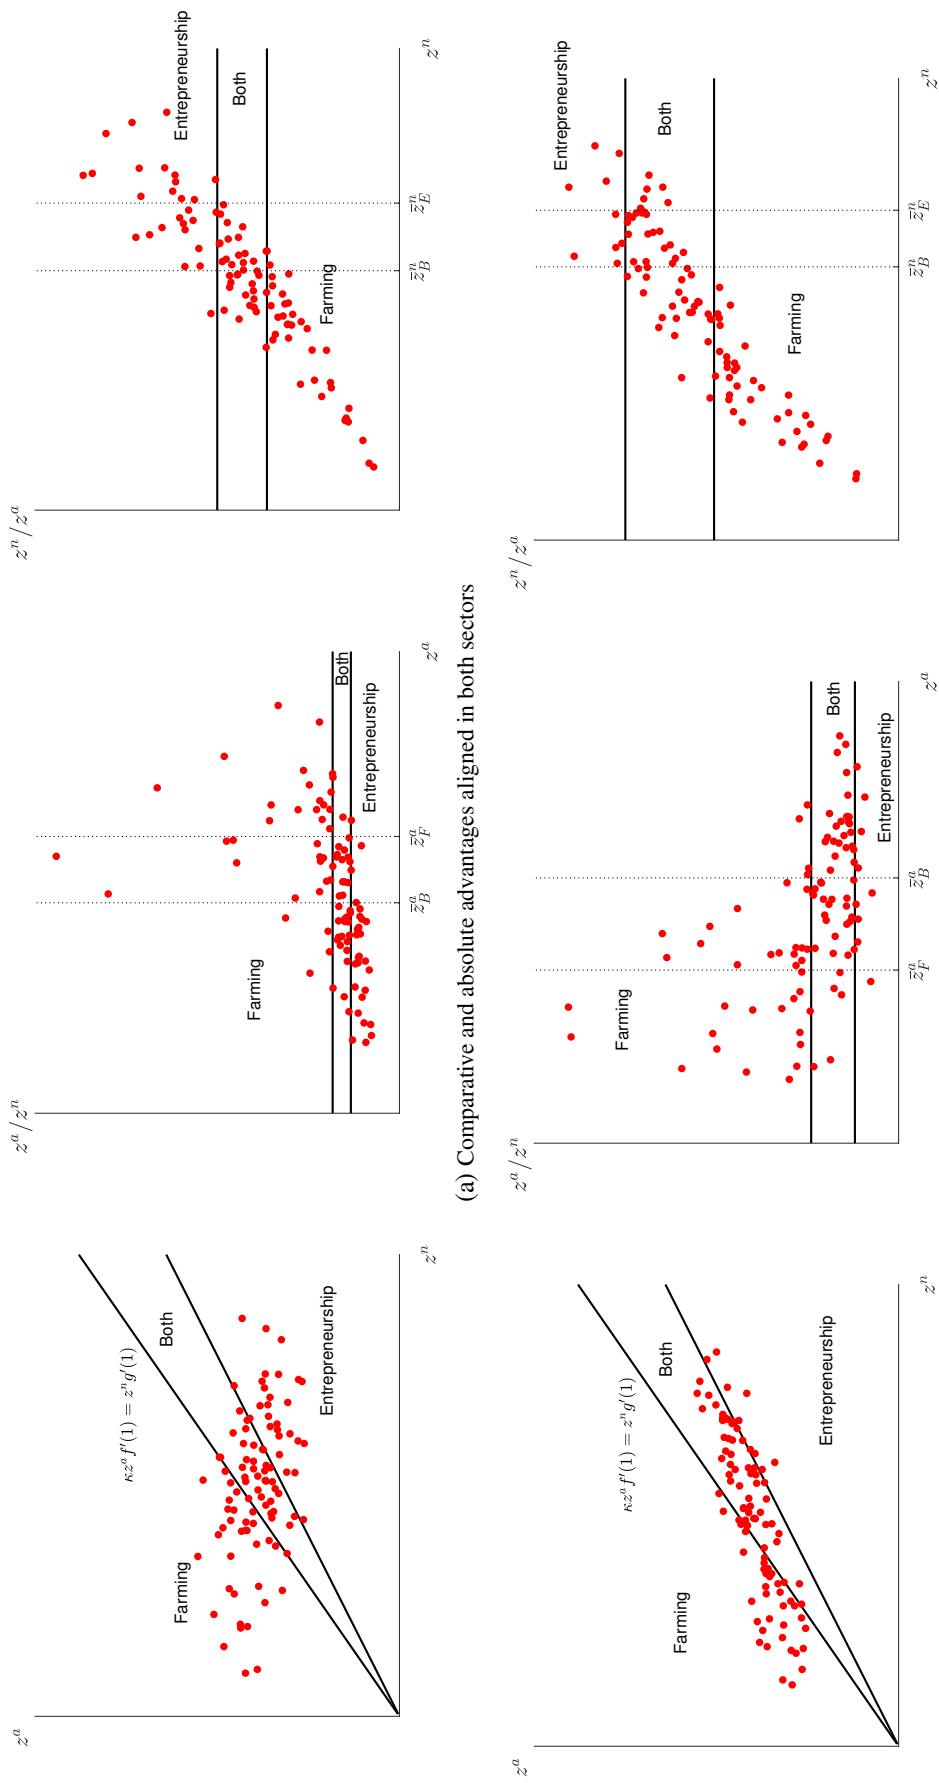 z^a
κz^a f′(1) = z^n g′(1)
Farming
Both
Entrepreneurship
z^n
z^a/z^n
Farming
Both
Entrepreneurship
z̅^a_B
z̅^a_F
z^a
z^n/z^a
Entrepreneurship
Both
Farming
z̅^n_B
z̅^n_E
z^n
(a) Comparative and absolute advantages aligned in both sectors
z^a
κz^a f′(1) = z^n g′(1)
Farming
Both
Entrepreneurship
z^n
z^a/z^n
Farming
Both
Entrepreneurship
z̅^a_F
z̅^a_B
z^a
z^n/z^a
Entrepreneurship
Both
Farming
z̅^n_B
z̅^n_E
z^n